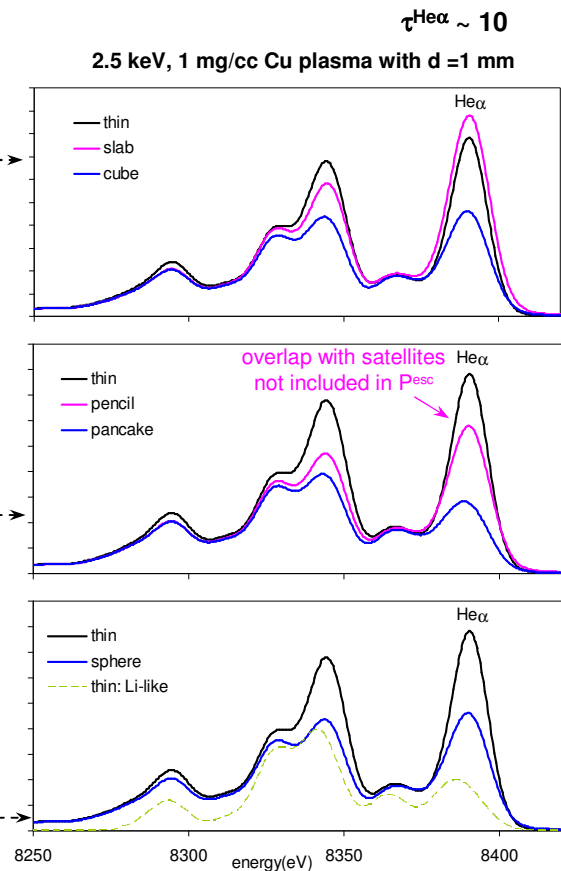 τᴴᵉᵅ ~ 10
2.5 keV, 1 mg/cc Cu plasma with d =1 mm
Heα
thin
slab
cube
overlap with satellites
not included in Pᵉˢᶜ
Heα
thin
pencil
pancake
Heα
thin
sphere
thin: Li-like
8250 8300 8350 8400
energy(eV)